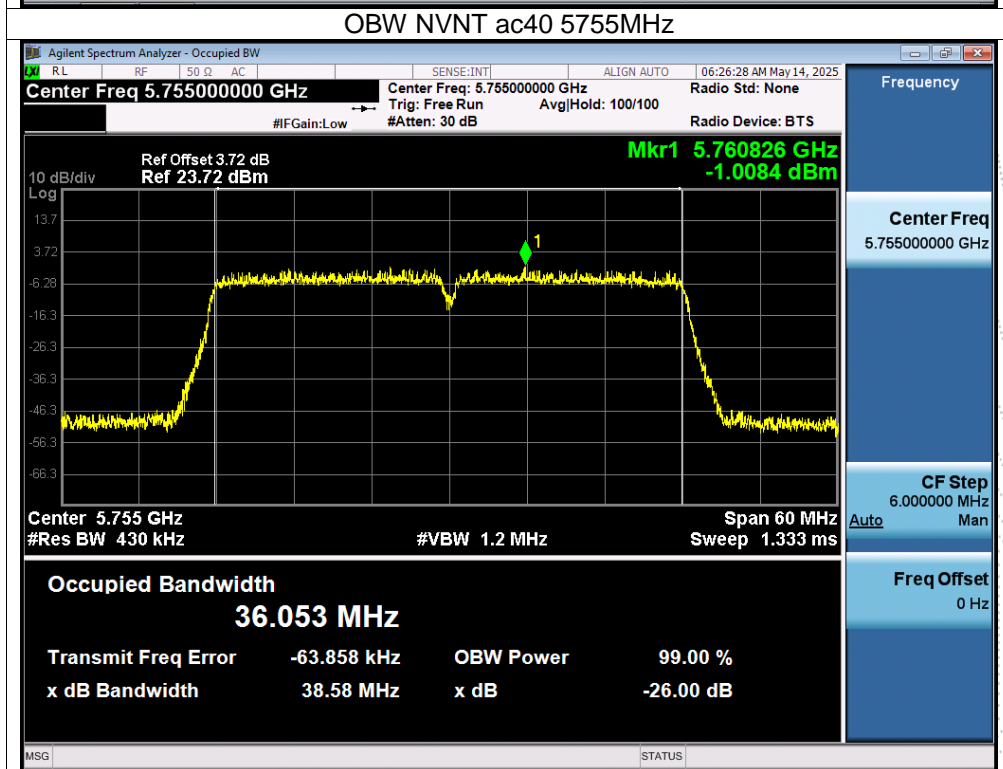 OBW NVNT ac40 5755MHz
Agilent Spectrum Analyzer - Occupied BW
LXI RL RF 50 Ω AC SENSE:INT ALIGN AUTO 06:26:28 AM May 14, 2025
Center Freq 5.755000000 GHz
Center Freq: 5.755000000 GHz Radio Std: None
Trig: Free Run Avg|Hold: 100/100
#IFGain:Low #Atten: 30 dB Radio Device: BTS
Mkr1 5.760826 GHz
-1.0084 dBm
Ref Offset 3.72 dB
10 dB/div Ref 23.72 dBm
Log
13.7
3.72
-6.28
-16.3
-26.3
-36.3
-46.3
-56.3
-66.3
1
Center 5.755 GHz Span 60 MHz
#Res BW 430 kHz #VBW 1.2 MHz Sweep 1.333 ms
Occupied Bandwidth
36.053 MHz
Transmit Freq Error -63.858 kHz OBW Power 99.00 %
x dB Bandwidth 38.58 MHz x dB -26.00 dB
Frequency
Center Freq
5.755000000 GHz
CF Step
6.000000 MHz
Auto Man
Freq Offset
0 Hz
MSG STATUS